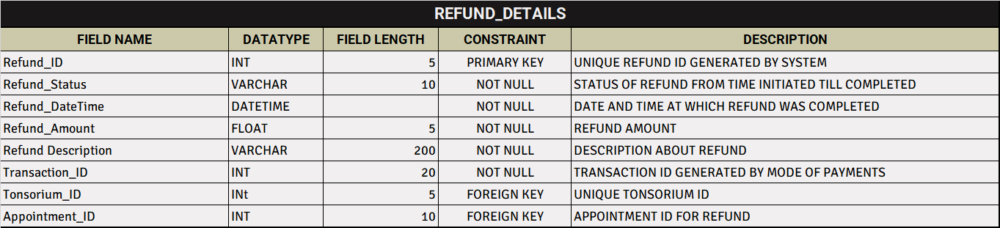 REFUND_DETAILS
FIELD NAME DATATYPE FIELD LENGTH CONSTRAINT DESCRIPTION
Refund_ID INT 5 PRIMARY KEY UNIQUE REFUND ID GENERATED BY SYSTEM
Refund_Status VARCHAR 10 NOT NULL STATUS OF REFUND FROM TIME INITIATED TILL COMPLETED
Refund_DateTime DATETIME NOT NULL DATE AND TIME AT WHICH REFUND WAS COMPLETED
Refund_Amount FLOAT 5 NOT NULL REFUND AMOUNT
Refund Description VARCHAR 200 NOT NULL DESCRIPTION ABOUT REFUND
Transaction_ID INT 20 NOT NULL TRANSACTION ID GENERATED BY MODE OF PAYMENTS
Tonsorium_ID INt 5 FOREIGN KEY UNIQUE TONSORIUM ID
Appointment_ID INT 10 FOREIGN KEY APPOINTMENT ID FOR REFUND